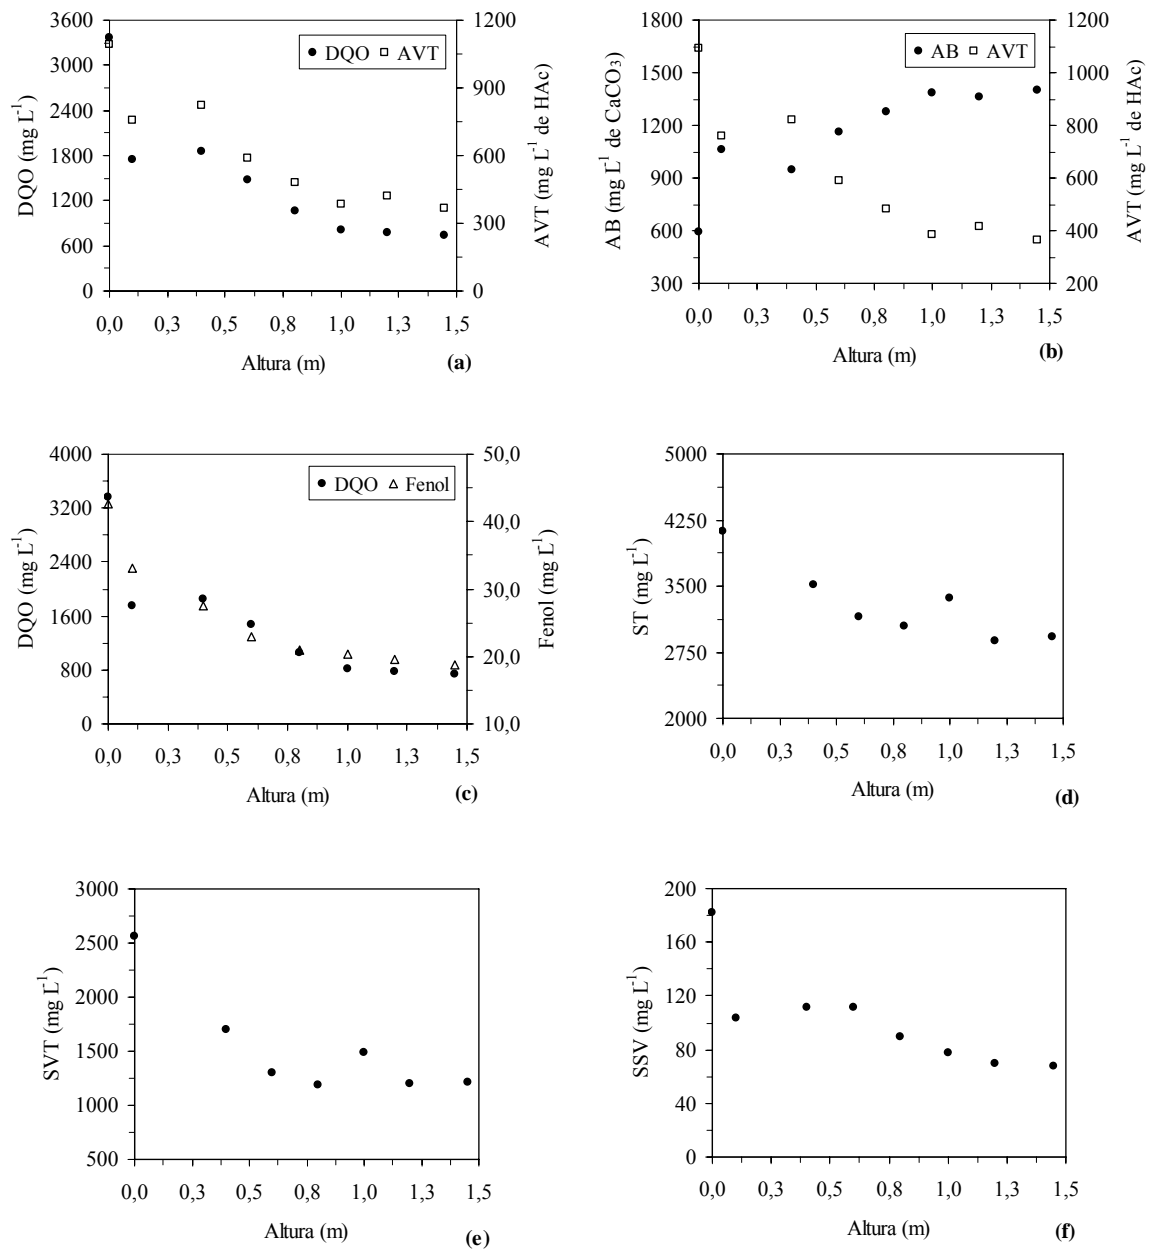 3600
3000
2400
1800
1200
600
0
DQO (mg L-1)
1200
900
600
300
0
AVT (mg L-1 de HAc)
● DQO □ AVT
0,0 0,3 0,5 0,8 1,0 1,3 1,5
Altura (m)
(a)
1800
1500
1200
900
600
300
AB (mg L-1 de CaCO3)
1200
1000
800
600
400
200
AVT (mg L-1 de HAc)
● AB □ AVT
0,0 0,3 0,5 0,8 1,0 1,3 1,5
Altura (m)
(b)
4000
3200
2400
1600
800
0
DQO (mg L-1)
50,0
40,0
30,0
20,0
10,0
Fenol (mg L-1)
● DQO △ Fenol
0,0 0,3 0,5 0,8 1,0 1,3 1,5
Altura (m)
(c)
5000
4250
3500
2750
2000
ST (mg L-1)
0,0 0,3 0,5 0,8 1,0 1,3 1,5
Altura (m)
(d)
3000
2500
2000
1500
1000
500
SVT (mg L-1)
0,0 0,3 0,5 0,8 1,0 1,3 1,5
Altura (m)
(e)
200
160
120
80
40
0
SSV (mg L-1)
0,0 0,3 0,5 0,8 1,0 1,3 1,5
Altura (m)
(f)